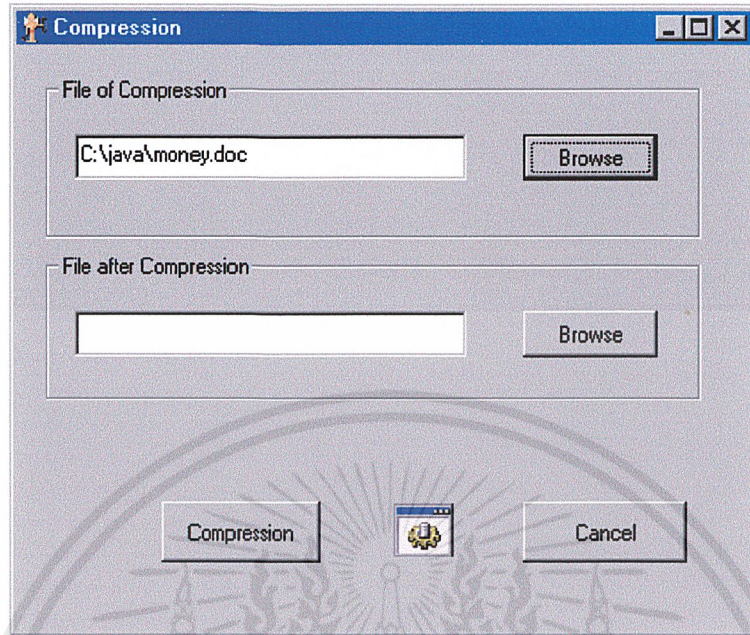 Compression
File of Compression
C:\java\money.doc
Browse
File after Compression
Browse
Compression
Cancel